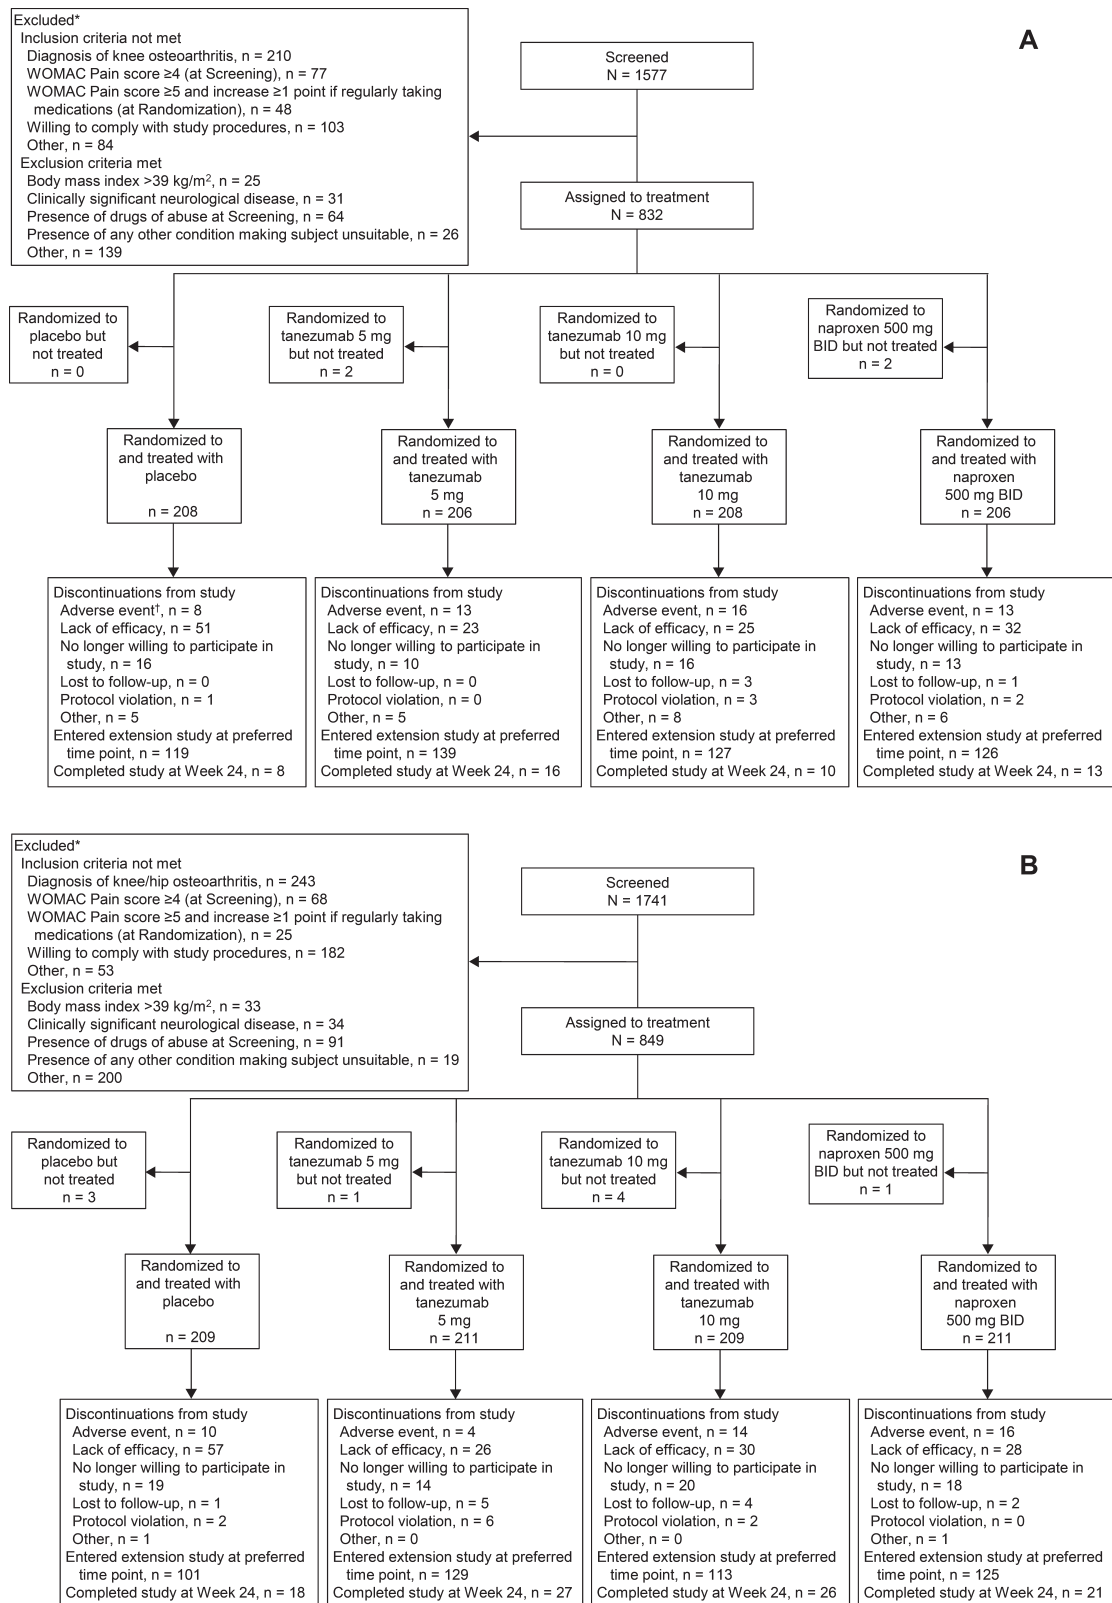 Excluded*
Inclusion criteria not met
Diagnosis of knee osteoarthritis, n = 210
WOMAC Pain score ≥4 (at Screening), n = 77
WOMAC Pain score ≥5 and increase ≥1 point if regularly taking
medications (at Randomization), n = 48
Willing to comply with study procedures, n = 103
Other, n = 84
Exclusion criteria met
Body mass index >39 kg/m², n = 25
Clinically significant neurological disease, n = 31
Presence of drugs of abuse at Screening, n = 64
Presence of any other condition making subject unsuitable, n = 26
Other, n = 139
A
Screened
N = 1577
Assigned to treatment
N = 832
Randomized to
placebo but
not treated
n = 0
Randomized to
tanezumab 5 mg
but not treated
n = 2
Randomized to
tanezumab 10 mg
but not treated
n = 0
Randomized to
naproxen 500 mg
BID but not treated
n = 2
Randomized to
and treated with
placebo
n = 208
Randomized to
and treated with
tanezumab
5 mg
n = 206
Randomized to
and treated with
tanezumab
10 mg
n = 208
Randomized to
and treated with
naproxen
500 mg BID
n = 206
Discontinuations from study
Adverse event†, n = 8
Lack of efficacy, n = 51
No longer willing to participate in
study, n = 16
Lost to follow-up, n = 0
Protocol violation, n = 1
Other, n = 5
Entered extension study at preferred
time point, n = 119
Completed study at Week 24, n = 8
Discontinuations from study
Adverse event, n = 13
Lack of efficacy, n = 23
No longer willing to participate in
study, n = 10
Lost to follow-up, n = 0
Protocol violation, n = 0
Other, n = 5
Entered extension study at preferred
time point, n = 139
Completed study at Week 24, n = 16
Discontinuations from study
Adverse event, n = 16
Lack of efficacy, n = 25
No longer willing to participate in
study, n = 16
Lost to follow-up, n = 3
Protocol violation, n = 3
Other, n = 8
Entered extension study at preferred
time point, n = 127
Completed study at Week 24, n = 10
Discontinuations from study
Adverse event, n = 13
Lack of efficacy, n = 32
No longer willing to participate in
study, n = 13
Lost to follow-up, n = 1
Protocol violation, n = 2
Other, n = 6
Entered extension study at preferred
time point, n = 126
Completed study at Week 24, n = 13
Excluded*
Inclusion criteria not met
Diagnosis of knee/hip osteoarthritis, n = 243
WOMAC Pain score ≥4 (at Screening), n = 68
WOMAC Pain score ≥5 and increase ≥1 point if regularly taking
medications (at Randomization), n = 25
Willing to comply with study procedures, n = 182
Other, n = 53
Exclusion criteria met
Body mass index >39 kg/m², n = 33
Clinically significant neurological disease, n = 34
Presence of drugs of abuse at Screening, n = 91
Presence of any other condition making subject unsuitable, n = 19
Other, n = 200
B
Screened
N = 1741
Assigned to treatment
N = 849
Randomized to
placebo but
not treated
n = 3
Randomized to
tanezumab 5 mg
but not treated
n = 1
Randomized to
tanezumab 10 mg
but not treated
n = 4
Randomized to
naproxen 500 mg
BID but not treated
n = 1
Randomized to
and treated with
placebo
n = 209
Randomized to
and treated with
tanezumab
5 mg
n = 211
Randomized to
and treated with
tanezumab
10 mg
n = 209
Randomized to
and treated with
naproxen
500 mg BID
n = 211
Discontinuations from study
Adverse event, n = 10
Lack of efficacy, n = 57
No longer willing to participate in
study, n = 19
Lost to follow-up, n = 1
Protocol violation, n = 2
Other, n = 1
Entered extension study at preferred
time point, n = 101
Completed study at Week 24, n = 18
Discontinuations from study
Adverse event, n = 4
Lack of efficacy, n = 26
No longer willing to participate in
study, n = 14
Lost to follow-up, n = 5
Protocol violation, n = 6
Other, n = 0
Entered extension study at preferred
time point, n = 129
Completed study at Week 24, n = 27
Discontinuations from study
Adverse event, n = 14
Lack of efficacy, n = 30
No longer willing to participate in
study, n = 20
Lost to follow-up, n = 4
Protocol violation, n = 2
Other, n = 0
Entered extension study at preferred
time point, n = 113
Completed study at Week 24, n = 26
Discontinuations from study
Adverse event, n = 16
Lack of efficacy, n = 28
No longer willing to participate in
study, n = 18
Lost to follow-up, n = 2
Protocol violation, n = 0
Other, n = 1
Entered extension study at preferred
time point, n = 125
Completed study at Week 24, n = 21